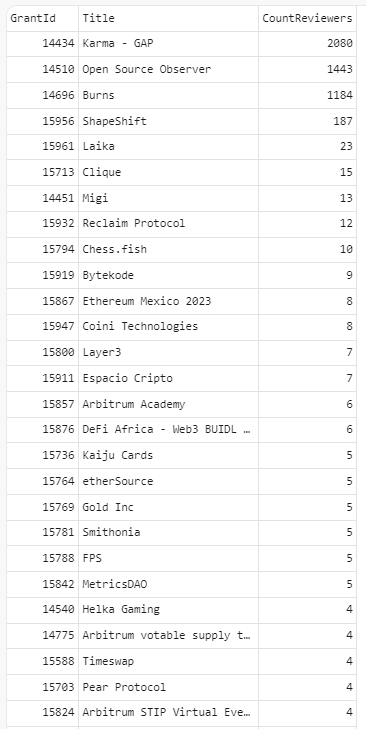 GrantId Title CountReviewers
14434 Karma - GAP 2080
14510 Open Source Observer 1443
14696 Burns 1184
15956 ShapeShift 187
15961 Laika 23
15713 Clique 15
14451 Migi 13
15932 Reclaim Protocol 12
15794 Chess.fish 10
15919 Bytekode 9
15867 Ethereum Mexico 2023 8
15947 Coini Technologies 8
15800 Layer3 7
15911 Espacio Cripto 7
15857 Arbitrum Academy 6
15876 DeFi Africa - Web3 BUIDL … 6
15736 Kaiju Cards 5
15764 etherSource 5
15769 Gold Inc 5
15781 Smithonia 5
15788 FPS 5
15842 MetricsDAO 5
14540 Helka Gaming 4
14775 Arbitrum votable supply t… 4
15588 Timeswap 4
15703 Pear Protocol 4
15824 Arbitrum STIP Virtual Eve… 4